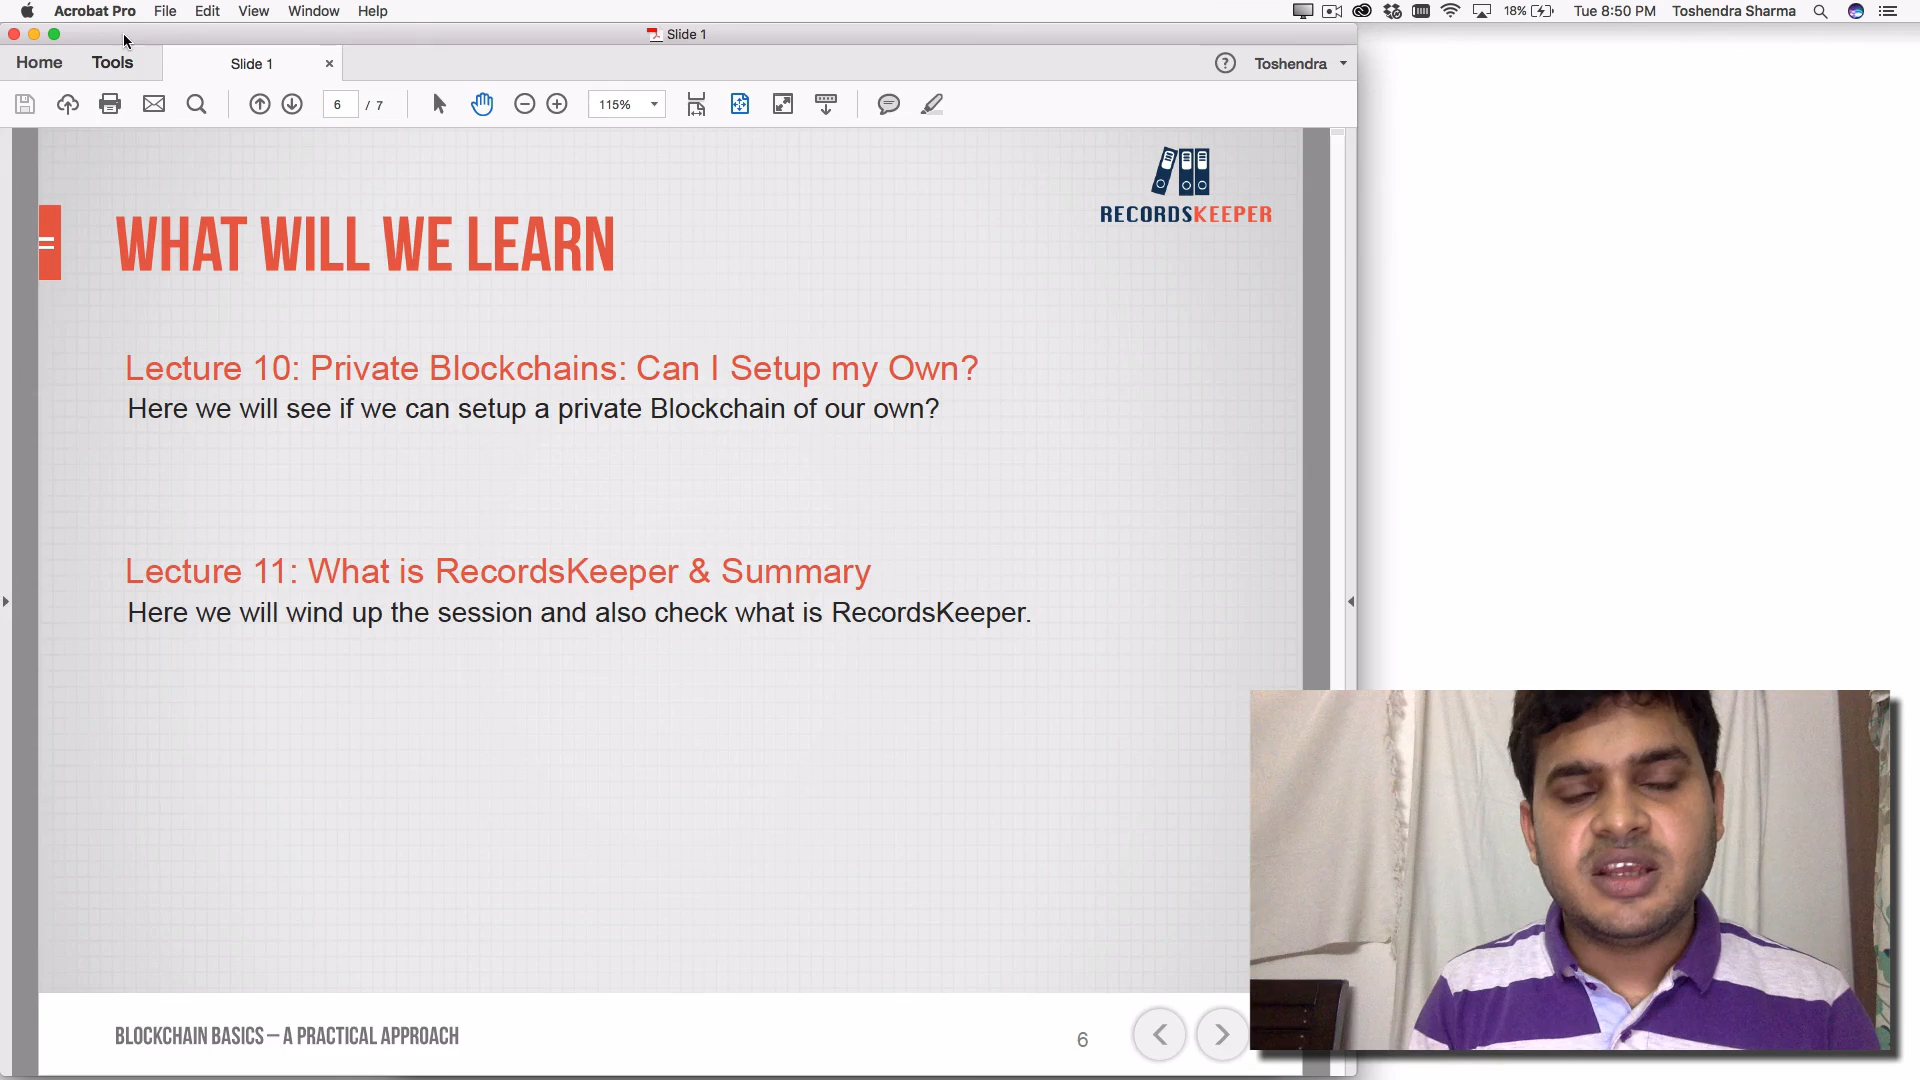 Acrobat Pro File Edit View Window Help 18% Tue 8:50 PM Toshendra Sharma
Slide 1
Home Tools Slide 1 × ? Toshendra
6 / 7 115%
RECORDSKEEPER
WHAT WILL WE LEARN
Lecture 10: Private Blockchains: Can I Setup my Own?
Here we will see if we can setup a private Blockchain of our own?
Lecture 11: What is RecordsKeeper & Summary
Here we will wind up the session and also check what is RecordsKeeper.
BLOCKCHAIN BASICS – A PRACTICAL APPROACH
6